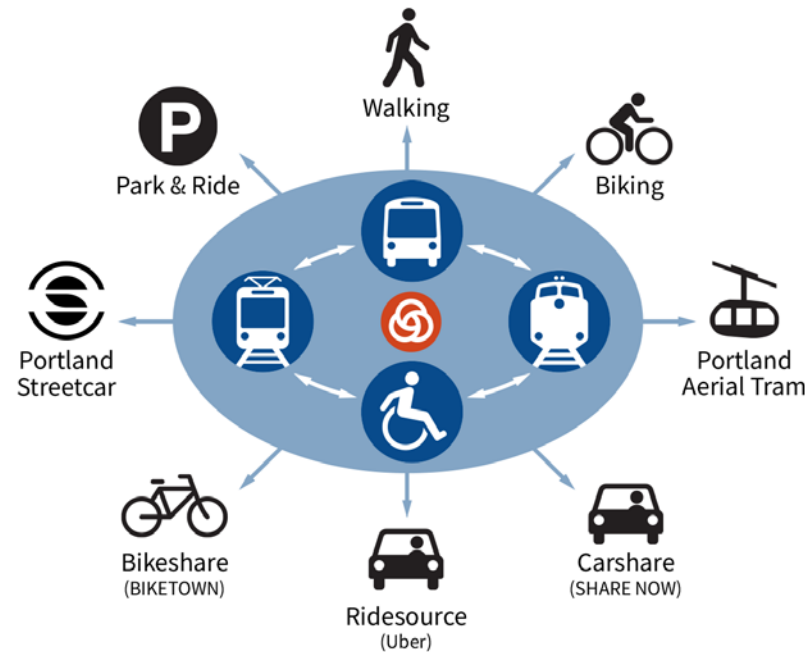 Walking
P
Park & Ride
Biking
S
Portland
Streetcar
Portland
Aerial Tram
Bikeshare
(BIKETOWN)
Ridesource
(Uber)
Carshare
(SHARE NOW)